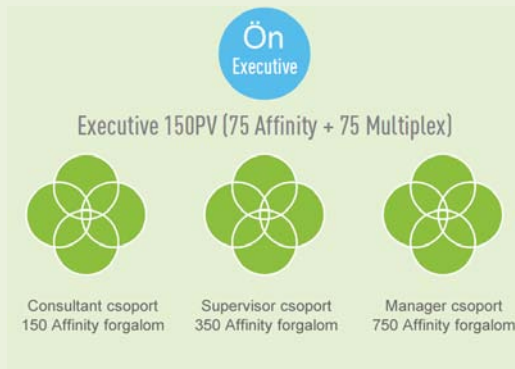 Ön
Executive
Executive 150PV (75 Affinity + 75 Multiplex)
Consultant csoport
150 Affinity forgalom
Supervisor csoport
350 Affinity forgalom
Manager csoport
750 Affinity forgalom